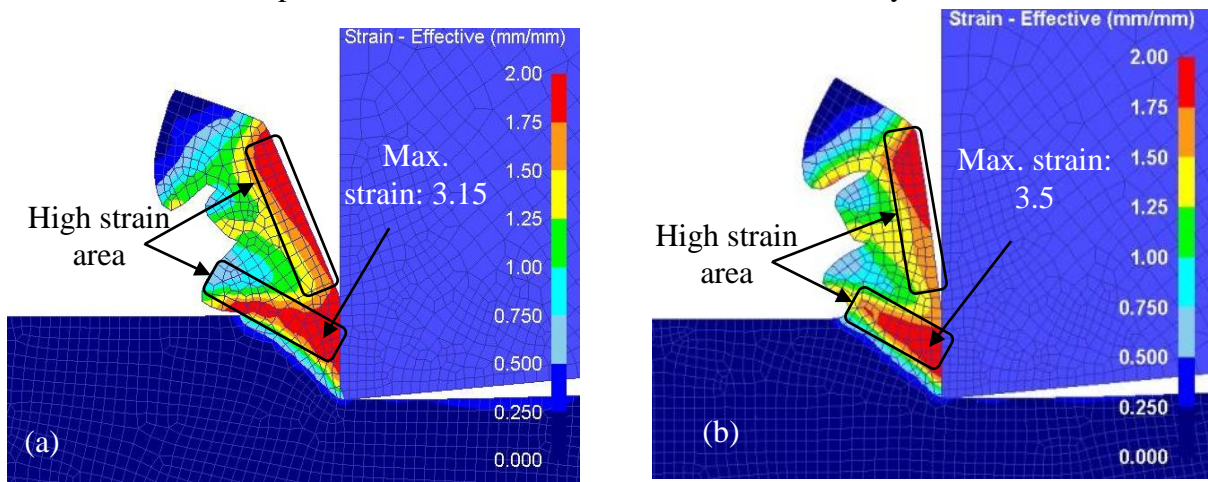 Strain - Effective (mm/mm)
2.00
1.75
1.50
1.25
1.00
0.750
0.500
0.250
0.000
Max.
strain: 3.15
High strain
area
(a)
Strain - Effective (mm/mm)
2.00
1.75
1.50
1.25
1.00
0.750
0.500
0.250
0.000
Max. strain:
3.5
High strain
area
(b)